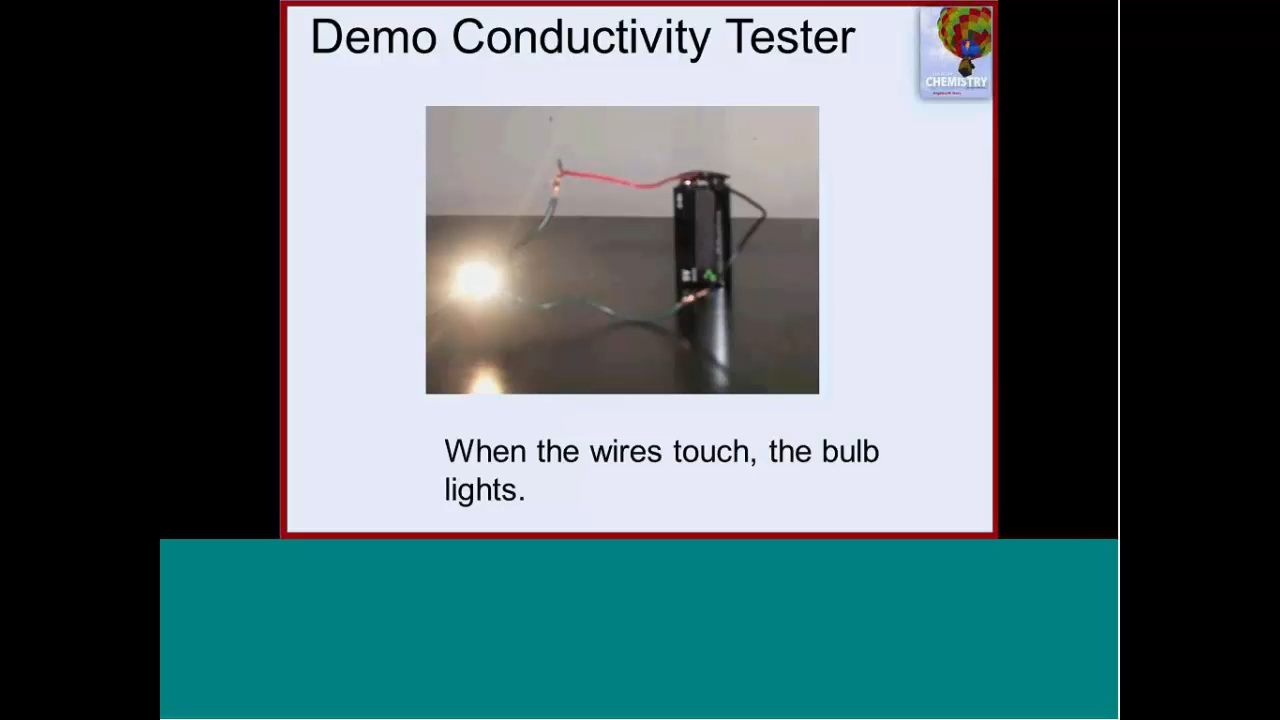 Demo Conductivity Tester
CHEMISTRY
When the wires touch, the bulb
lights.